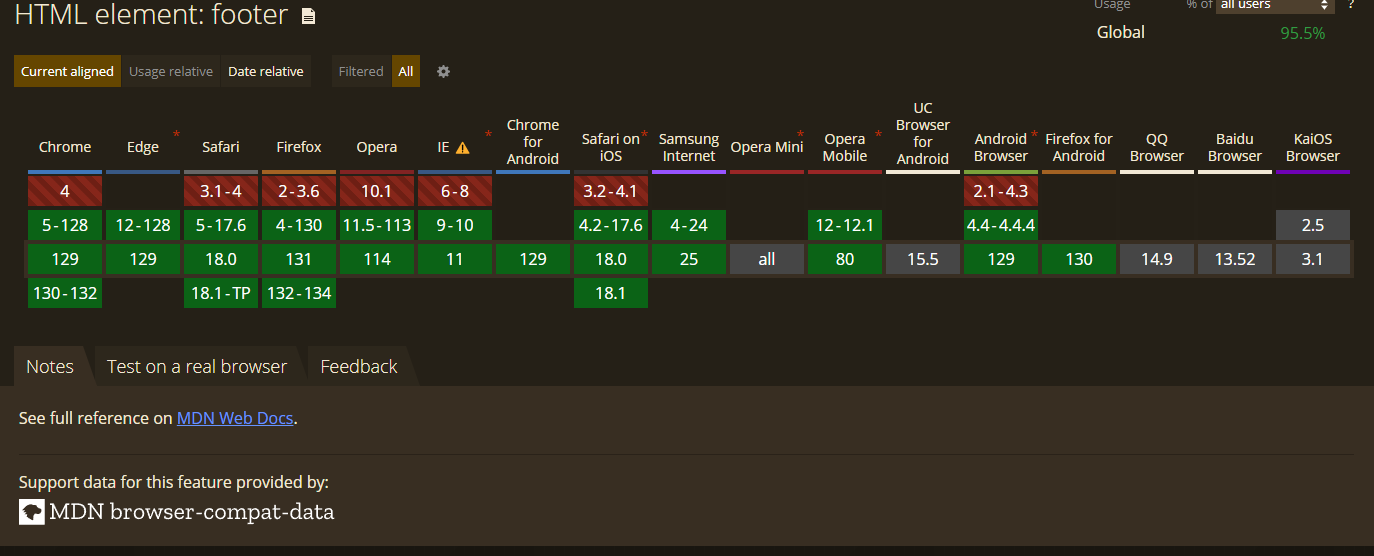 HTML element: footer
Usage % of all users ?
Global 95.5%
Current aligned Usage relative Date relative Filtered All
Chrome Edge * Safari Firefox Opera IE * Chrome for Android Safari on iOS * Samsung Internet Opera Mini * Opera Mobile * UC Browser for Android Android Browser * Firefox for Android QQ Browser Baidu Browser KaiOS Browser
4 3.1-4 2-3.6 10.1 6-8 3.2-4.1 2.1-4.3
5-128 12-128 5-17.6 4-130 11.5-113 9-10 4.2-17.6 4-24 12-12.1 4.4-4.4.4 2.5
129 129 18.0 131 114 11 129 18.0 25 all 80 15.5 129 130 14.9 13.52 3.1
130-132 18.1-TP 132-134 18.1
Notes Test on a real browser Feedback
See full reference on MDN Web Docs.
Support data for this feature provided by:
MDN browser-compat-data